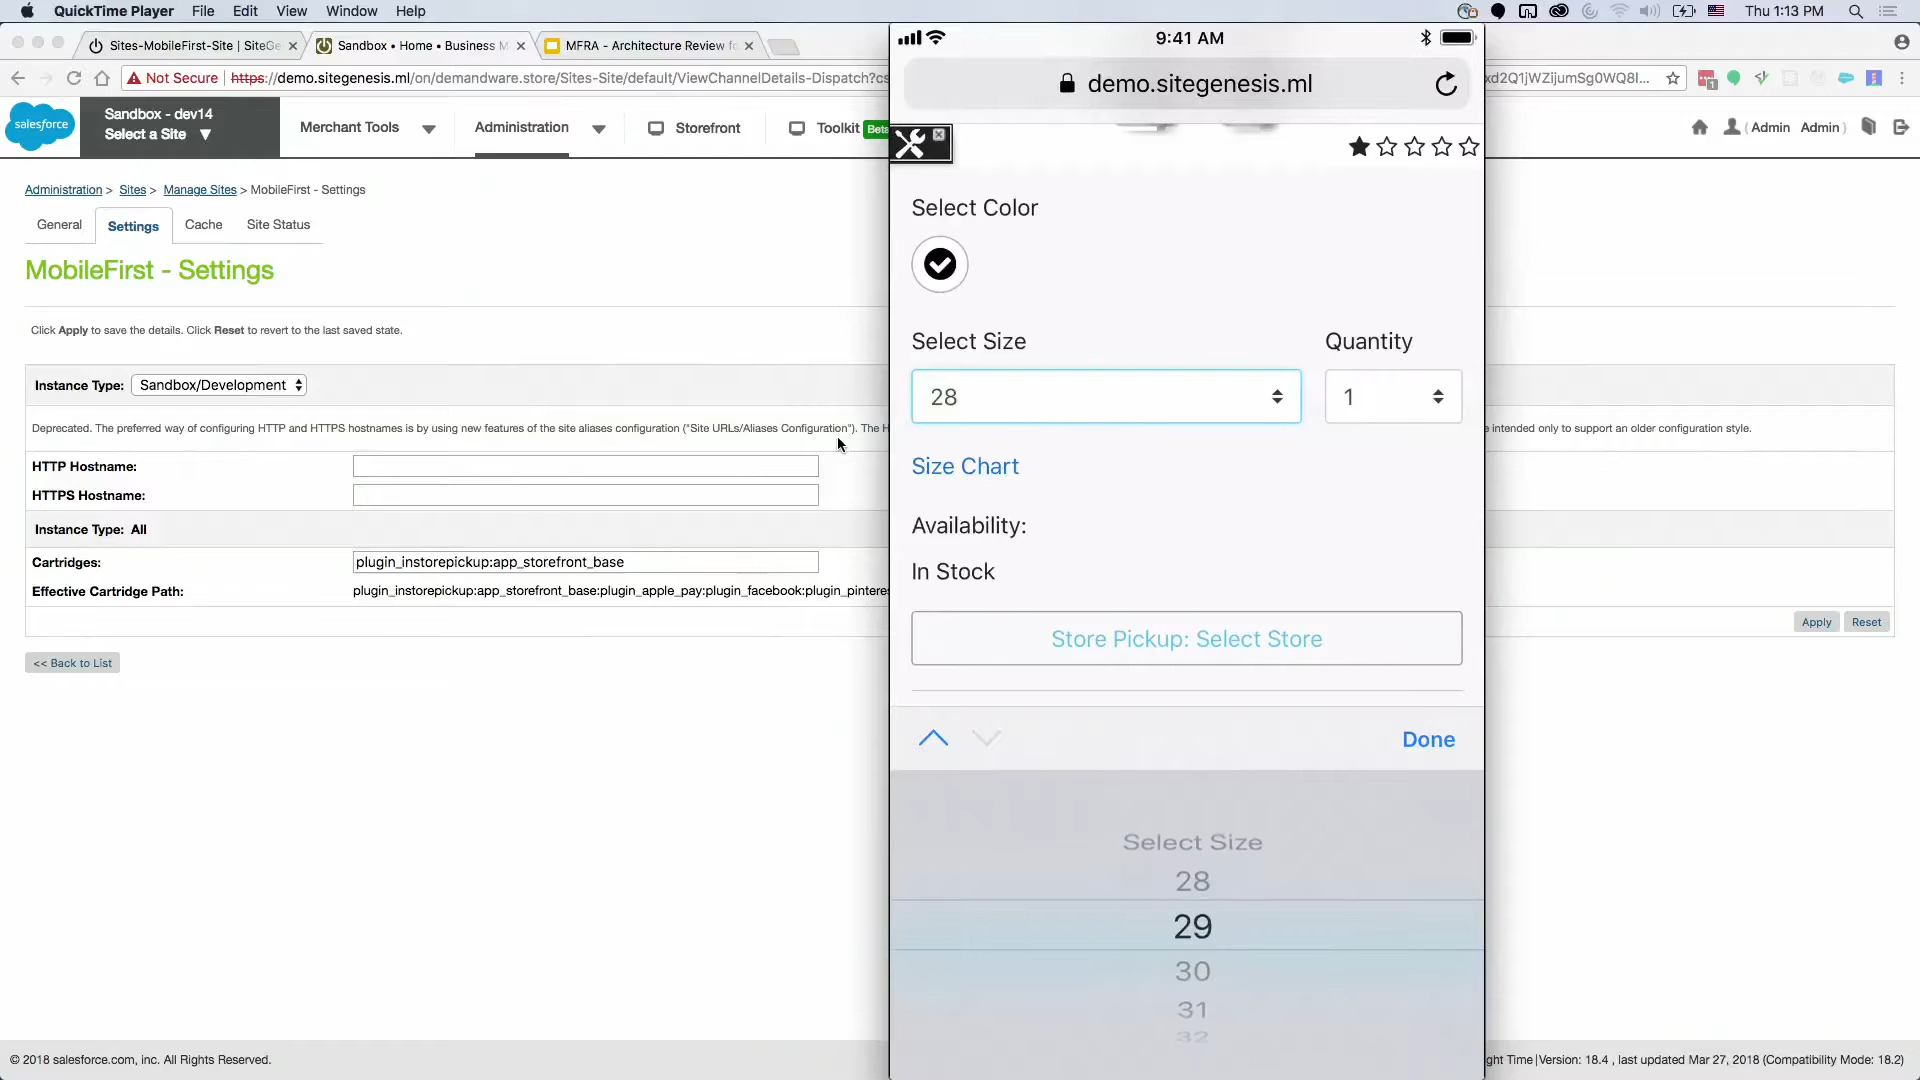 QuickTime Player File Edit View Window Help Thu 1:13 PM
Sites-MobileFirst-Site | SiteGe
Sandbox • Home • Business M
MFRA - Architecture Review fo
Not Secure https://demo.sitegenesis.ml/on/demandware.store/Sites-Site/default/ViewChannelDetails-Dispatch?cs
xd2Q1jWZijumSg0WQ8I...
salesforce
Sandbox - dev14
Select a Site
Merchant Tools
Administration
Storefront
Toolkit Beta
( Admin Admin )
Administration > Sites > Manage Sites > MobileFirst - Settings
General Settings Cache Site Status
MobileFirst - Settings
Click Apply to save the details. Click Reset to revert to the last saved state.
Instance Type: Sandbox/Development
Deprecated. The preferred way of configuring HTTP and HTTPS hostnames is by using new features of the site aliases configuration ("Site URLs/Aliases Configuration"). The H
e intended only to support an older configuration style.
HTTP Hostname:
HTTPS Hostname:
Instance Type: All
Cartridges: plugin_instorepickup:app_storefront_base
Effective Cartridge Path: plugin_instorepickup:app_storefront_base:plugin_apple_pay:plugin_facebook:plugin_pinteres
Apply Reset
<< Back to List
© 2018 salesforce.com, inc. All Rights Reserved.
ght Time | Version: 18.4 , last updated Mar 27, 2018 (Compatibility Mode: 18.2)
9:41 AM
demo.sitegenesis.ml
Select Color
Select Size Quantity
28 1
Size Chart
Availability:
In Stock
Store Pickup: Select Store
Done
Select Size
28
29
30
31
32